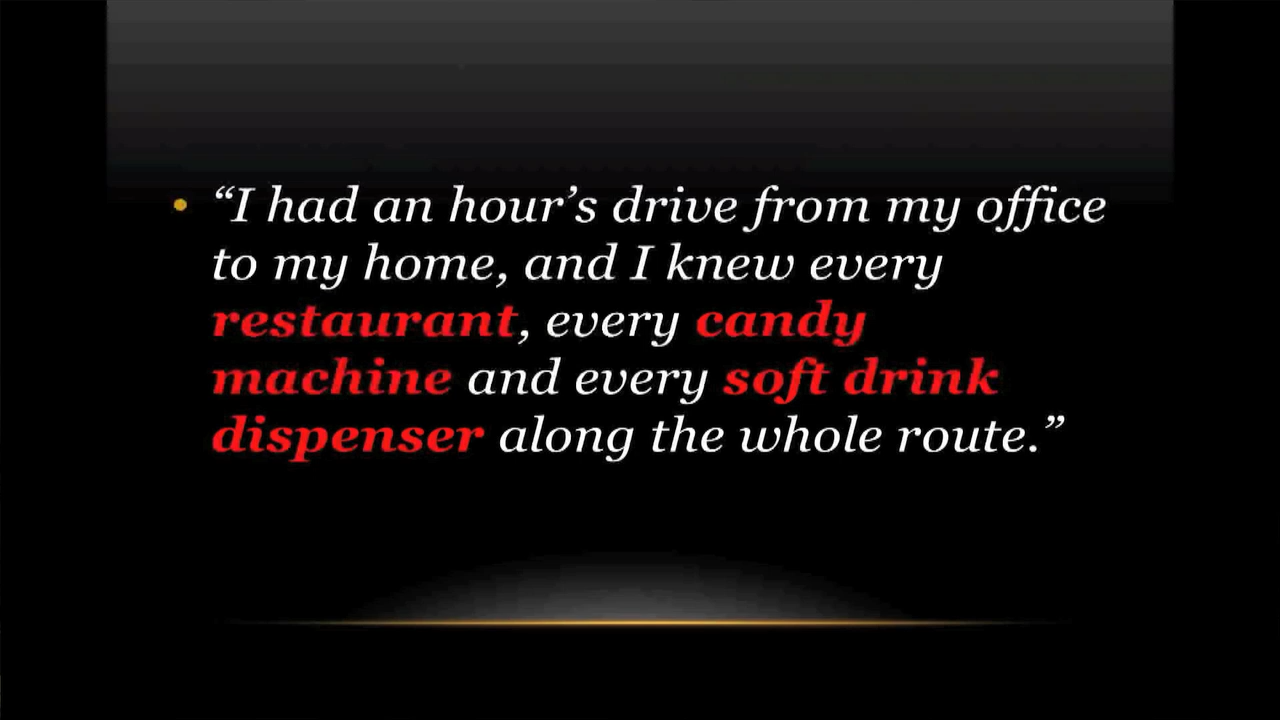 • “I had an hour’s drive from my office
to my home, and I knew every
restaurant, every candy
machine and every soft drink
dispenser along the whole route.”